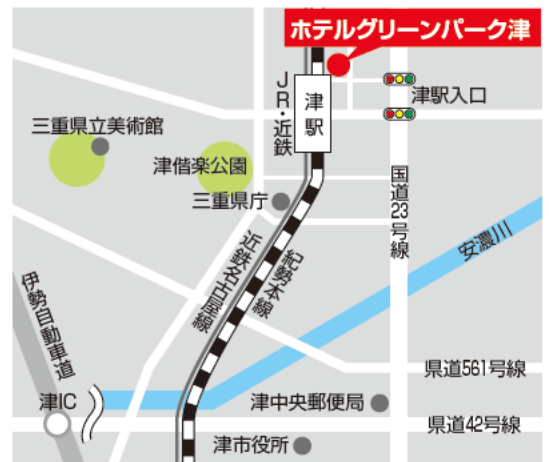 ホテルグリーンパーク津
JR・近鉄
津駅
津駅入口
三重県立美術館
津偕楽公園
三重県庁
国道23号線
安濃川
近鉄名古屋線
紀勢本線
伊勢自動車道
県道561号線
津IC
津中央郵便局
県道42号線
津市役所